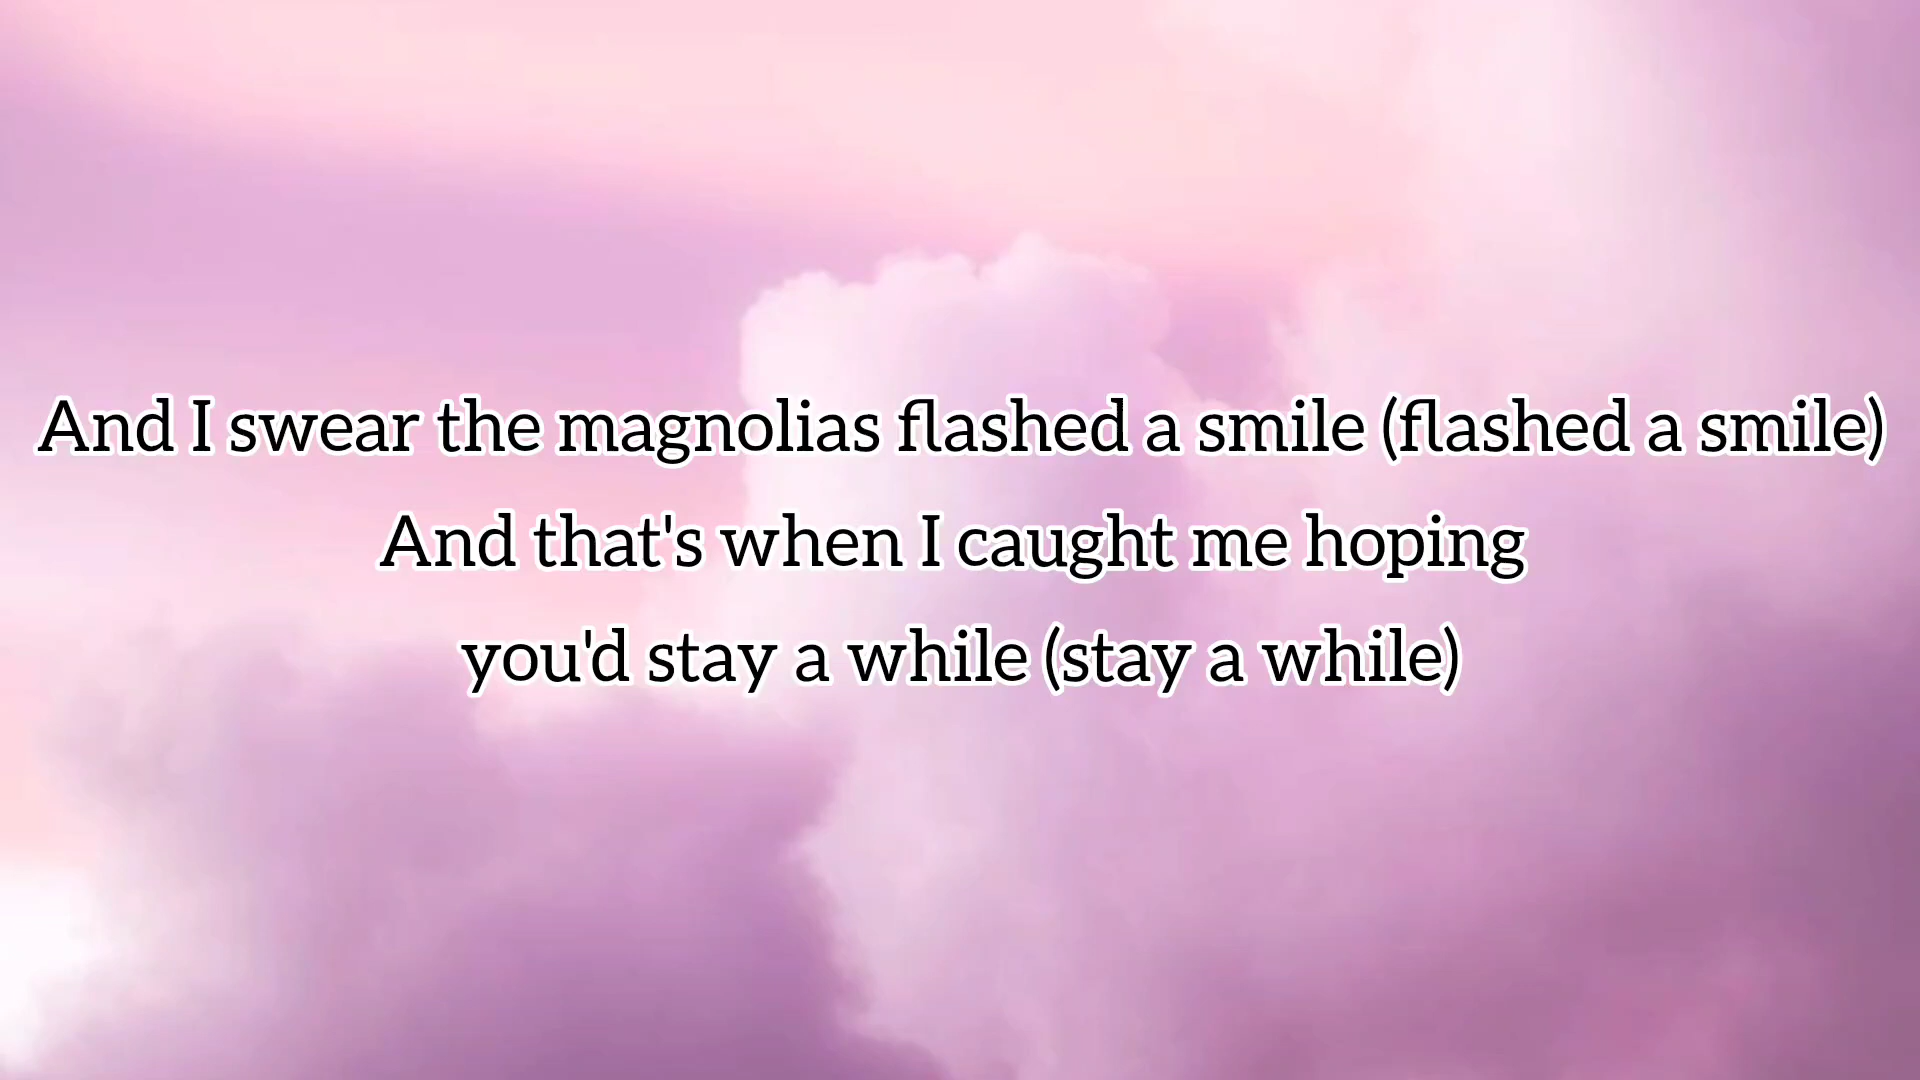 And I swear the magnolias flashed a smile (flashed a smile)
And that's when I caught me hoping
you'd stay a while (stay a while)